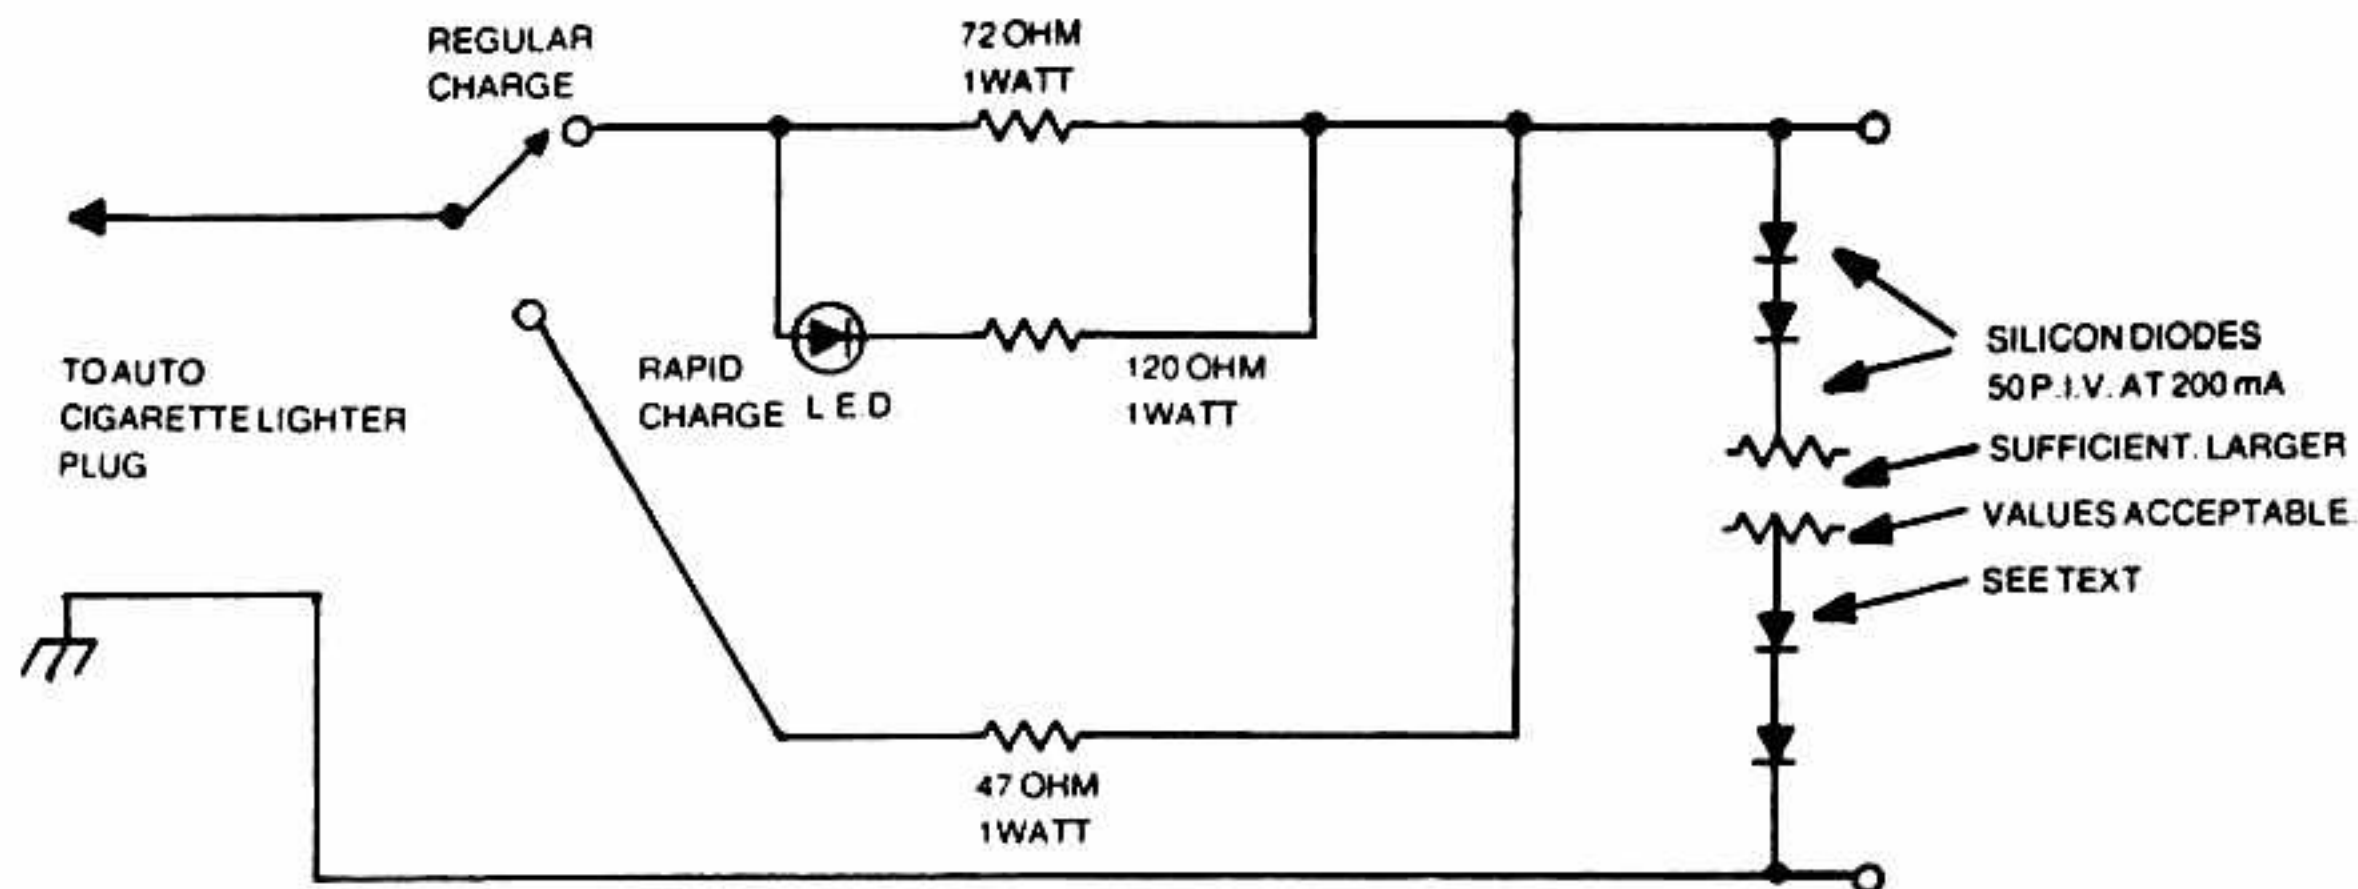 REGULAR
CHARGE
72 OHM
1 WATT
TO AUTO
CIGARETTE LIGHTER
PLUG
RAPID
CHARGE
L E D
120 OHM
1 WATT
SILICON DIODES
50 P.I.V. AT 200 mA
SUFFICIENT. LARGER
VALUES ACCEPTABLE
SEE TEXT
47 OHM
1 WATT